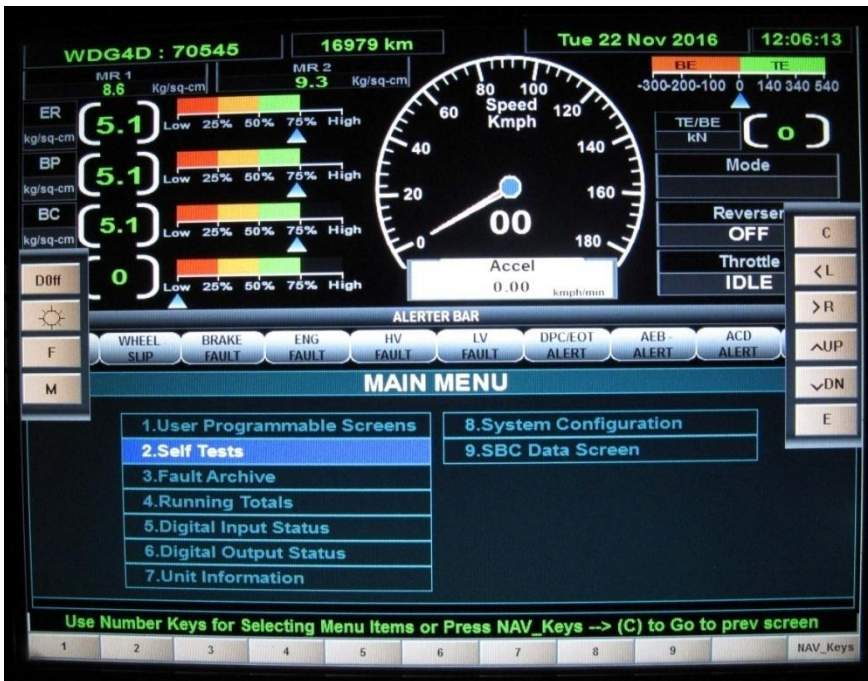 WDG4D : 70545
16979 km
Tue 22 Nov 2016
12:06:13
MR 1
8.6 Kg/sq-cm
MR 2
9.3 Kg/sq-cm
BE TE
-300-200-100 0 140 340 540
ER
kg/sq-cm
5.1
Low 25% 50% 75% High
BP
kg/sq-cm
5.1
Low 25% 50% 75% High
BC
kg/sq-cm
5.1
Low 25% 50% 75% High
0
Low 25% 50% 75% High
0 20 40 60 80 100 120 140 160 180
Speed
Kmph
00
Accel
0.00 kmph/min
TE/BE
kN
0
Mode
Reverser
OFF
Throttle
IDLE
DOff
F
M
C
<L
>R
UP
DN
E
ALERTER BAR
WHEEL SLIP
BRAKE FAULT
ENG FAULT
HV FAULT
LV FAULT
DPC/EOT ALERT
AEB - ALERT
ACD ALERT
MAIN MENU
1.User Programmable Screens
2.Self Tests
3.Fault Archive
4.Running Totals
5.Digital Input Status
6.Digital Output Status
7.Unit Information
8.System Configuration
9.SBC Data Screen
Use Number Keys for Selecting Menu Items or Press NAV_Keys --> (C) to Go to prev screen
1 2 3 4 5 6 7 8 9 NAV_Keys